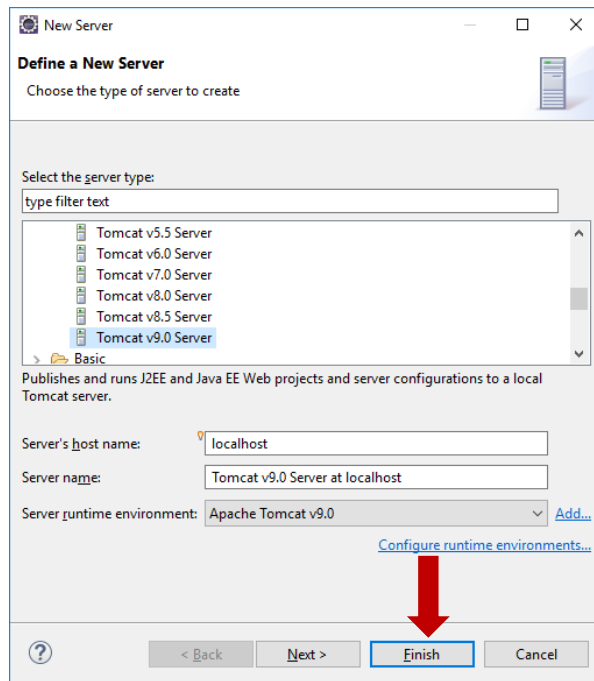 New Server
Define a New Server
Choose the type of server to create
Select the server type:
type filter text
Tomcat v5.5 Server
Tomcat v6.0 Server
Tomcat v7.0 Server
Tomcat v8.0 Server
Tomcat v8.5 Server
Tomcat v9.0 Server
Basic
Publishes and runs J2EE and Java EE Web projects and server configurations to a local
Tomcat server.
Server's host name: localhost
Server name: Tomcat v9.0 Server at localhost
Server runtime environment: Apache Tomcat v9.0 Add...
Configure runtime environments...
? < Back Next > Finish Cancel